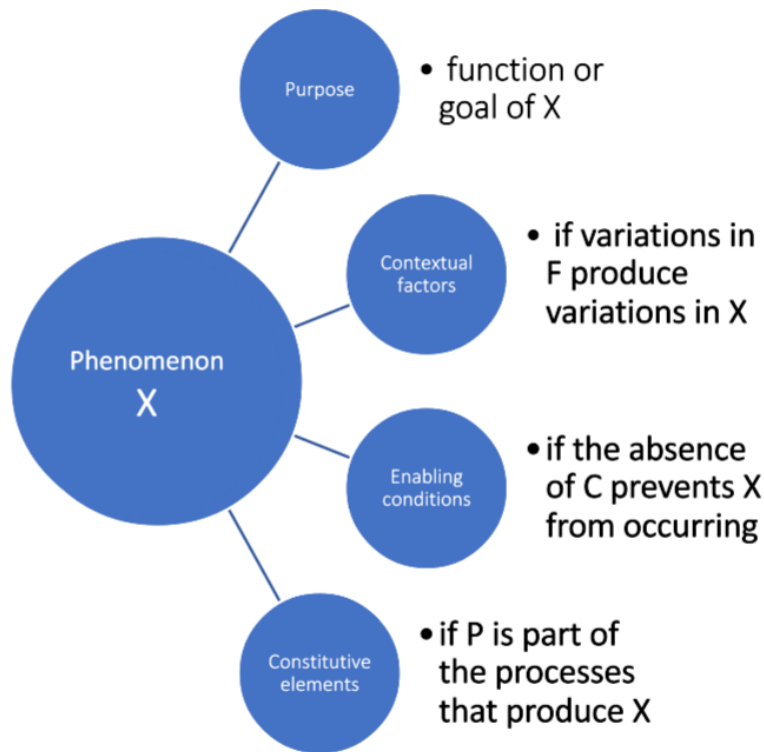 Purpose
• function or
goal of X
Contextual
factors
• if variations in
F produce
variations in X
Phenomenon
X
Enabling
conditions
• if the absence
of C prevents X
from occurring
Constitutive
elements
• if P is part of
the processes
that produce X